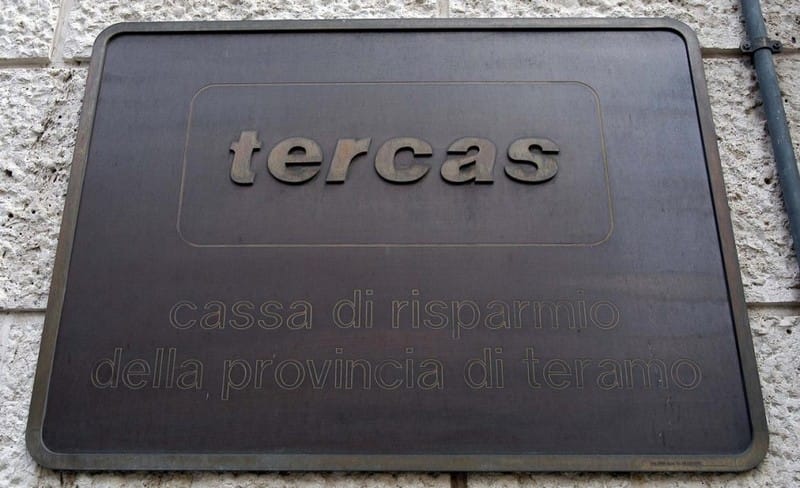 tercas
cassa di risparmio
della provincia di teramo